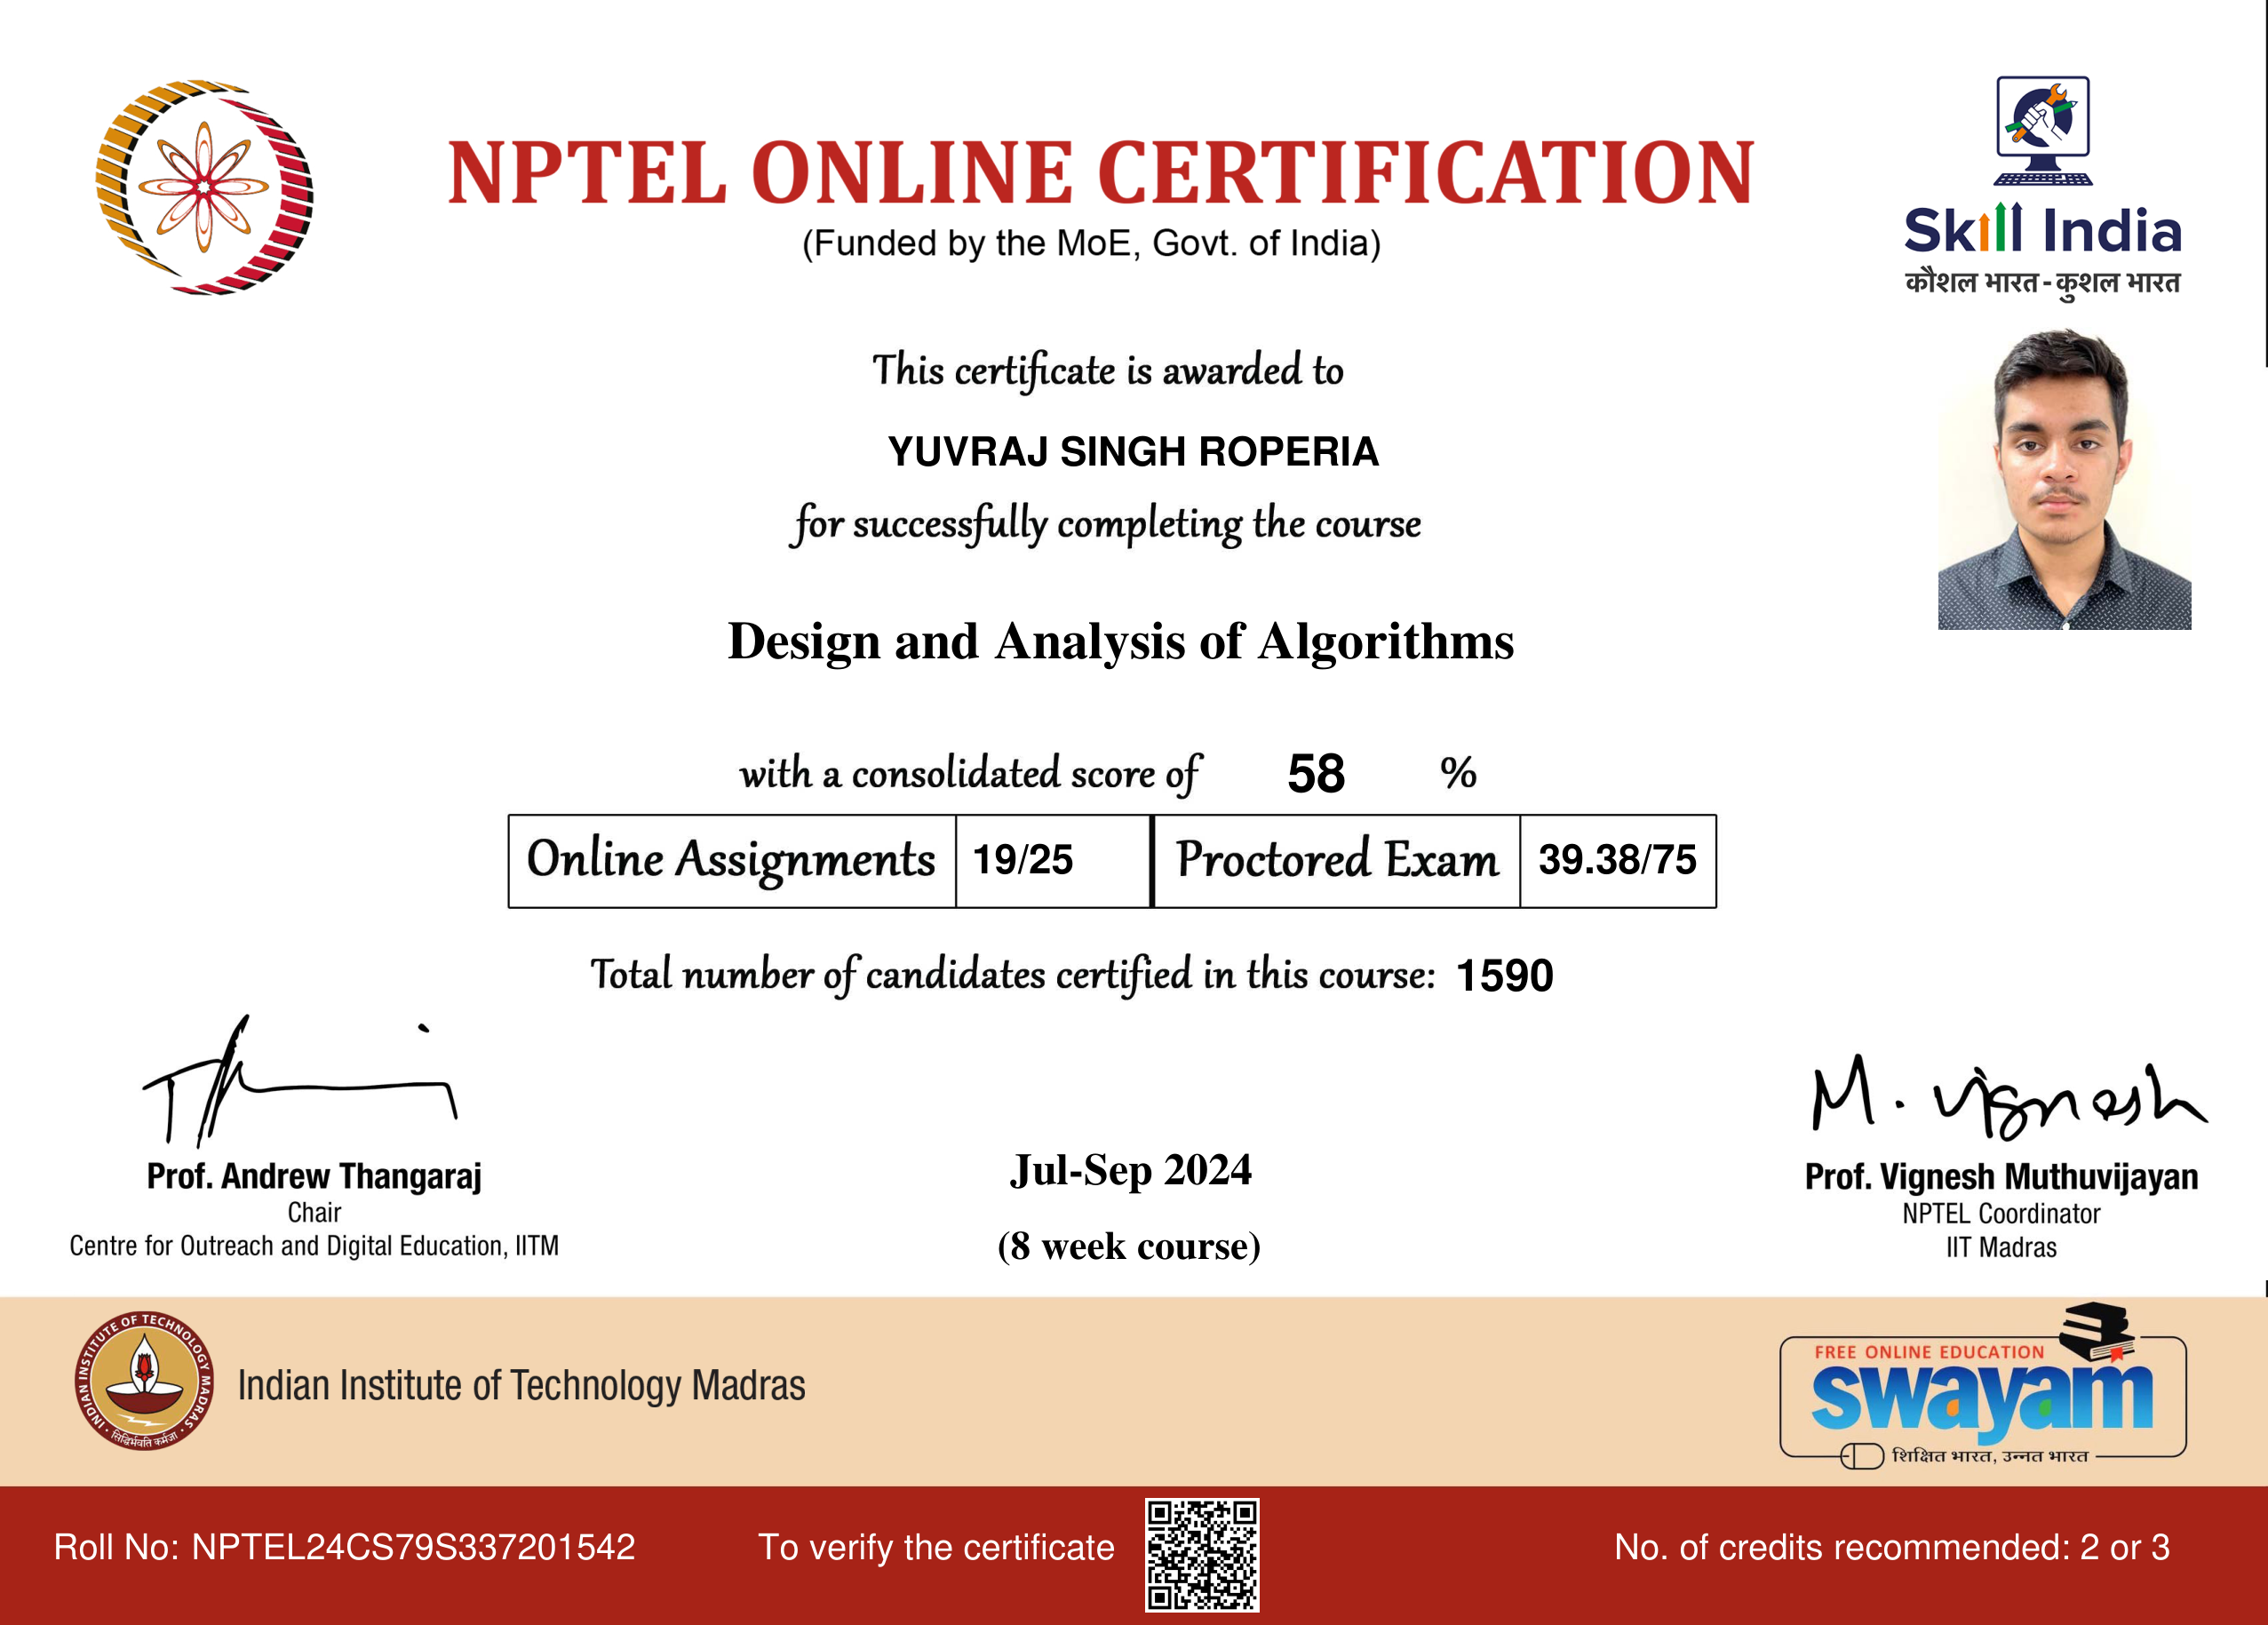 NPTEL ONLINE CERTIFICATION
(Funded by the MoE, Govt. of India)
Skill India
कौशल भारत - कुशल भारत
This certificate is awarded to
YUVRAJ SINGH ROPERIA
for successfully completing the course
Design and Analysis of Algorithms
with a consolidated score of 58 %
Online Assignments 19/25 Proctored Exam 39.38/75
Total number of candidates certified in this course: 1590
M. Vignesh
Prof. Andrew Thangaraj
Chair
Centre for Outreach and Digital Education, IITM
Jul-Sep 2024
(8 week course)
Prof. Vignesh Muthuvijayan
NPTEL Coordinator
IIT Madras
INDIAN INSTITUTE OF TECHNOLOGY MADRAS
सिद्धिर्भवति कर्मजा
Indian Institute of Technology Madras
FREE ONLINE EDUCATION
swayam
शिक्षित भारत, उन्नत भारत
Roll No: NPTEL24CS79S337201542
To verify the certificate
No. of credits recommended: 2 or 3